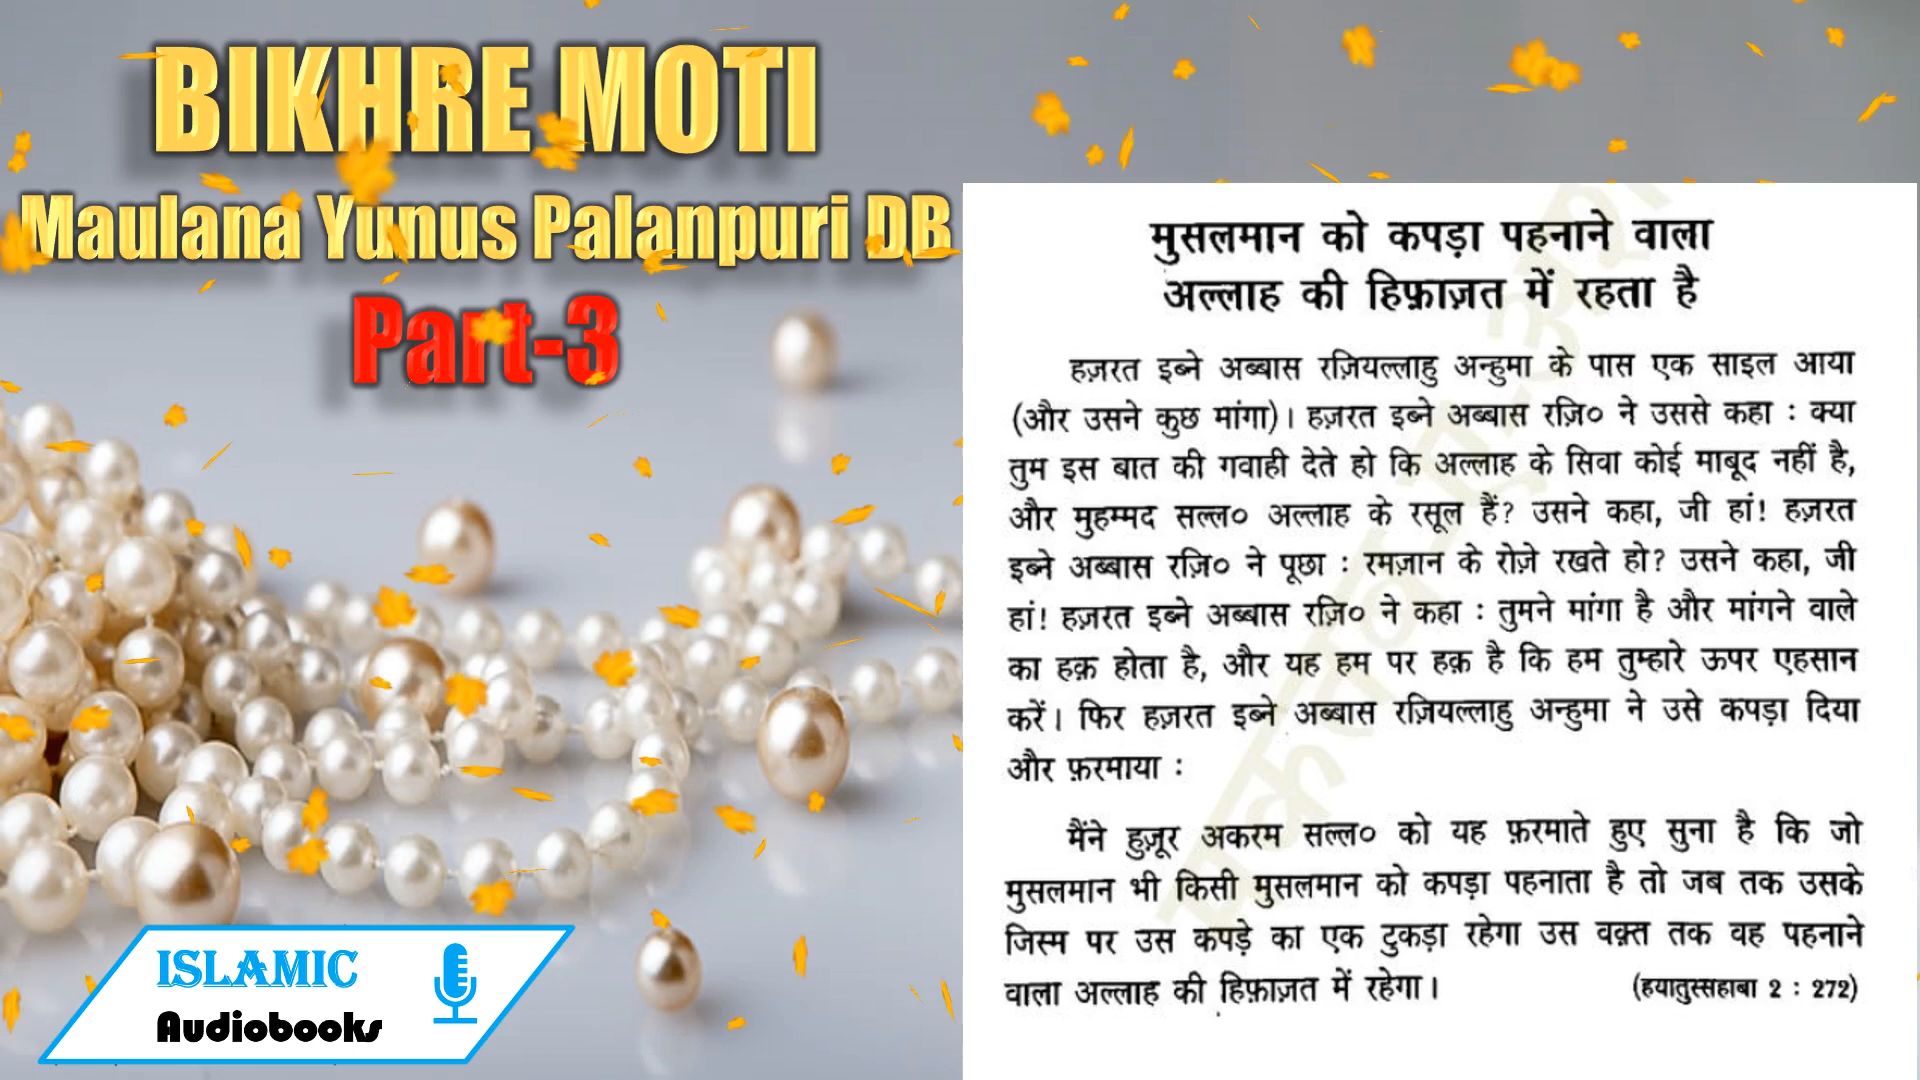 BIKHRE MOTI
Maulana Yunus Palanpuri DB
Part-3
मुसलमान को कपड़ा पहनाने वाला
अल्लाह की हिफ़ाज़त में रहता है
हज़रत इब्ने अब्बास रज़ियल्लाहु अन्हुमा के पास एक साइल आया
(और उसने कुछ मांगा)। हज़रत इब्ने अब्बास रज़ि० ने उससे कहा : क्या
तुम इस बात की गवाही देते हो कि अल्लाह के सिवा कोई माबूद नहीं है,
और मुहम्मद सल्ल० अल्लाह के रसूल हैं? उसने कहा, जी हां! हज़रत
इब्ने अब्बास रज़ि० ने पूछा : रमज़ान के रोज़े रखते हो? उसने कहा, जी
हां! हज़रत इब्ने अब्बास रज़ि० ने कहा : तुमने मांगा है और मांगने वाले
का हक़ होता है, और यह हम पर हक़ है कि हम तुम्हारे ऊपर एहसान
करें। फिर हज़रत इब्ने अब्बास रज़ियल्लाहु अन्हुमा ने उसे कपड़ा दिया
और फ़रमाया :
मैंने हुज़ूर अकरम सल्ल० को यह फ़रमाते हुए सुना है कि जो
मुसलमान भी किसी मुसलमान को कपड़ा पहनाता है तो जब तक उसके
जिस्म पर उस कपड़े का एक टुकड़ा रहेगा उस वक़्त तक वह पहनाने
वाला अल्लाह की हिफ़ाज़त में रहेगा।
(हयातुस्सहाबा 2 : 272)
ISLAMIC
Audiobooks